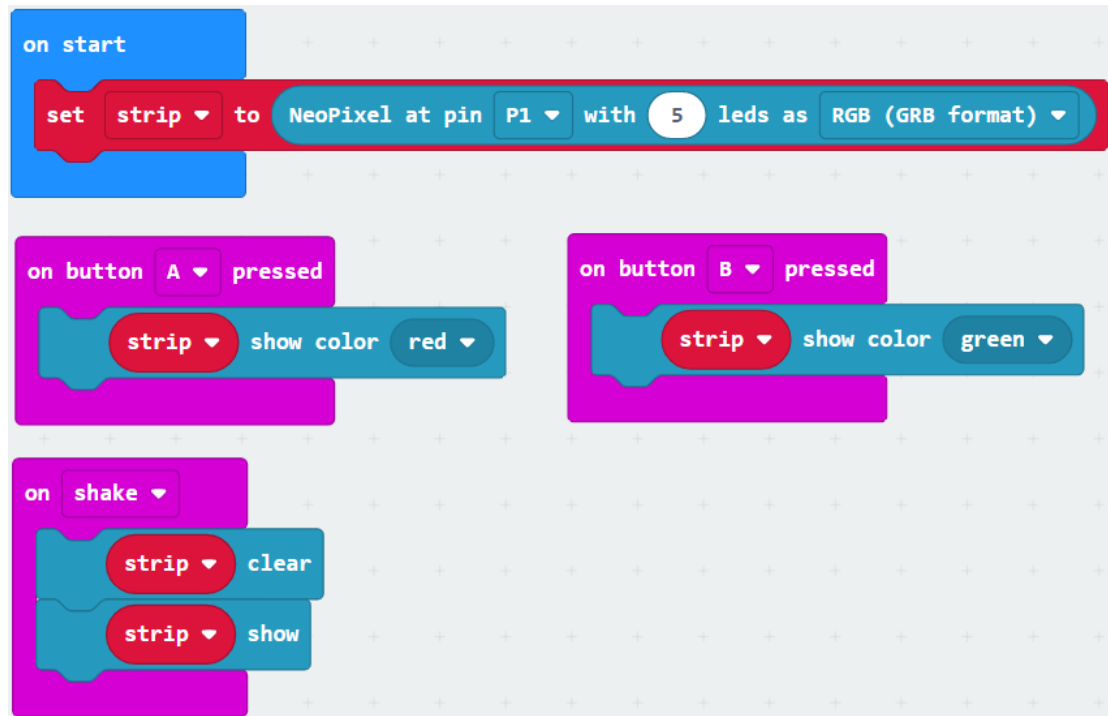 on start
set strip to NeoPixel at pin P1 with 5 leds as RGB (GRB format)
on button A pressed
strip show color red
on button B pressed
strip show color green
on shake
strip clear
strip show